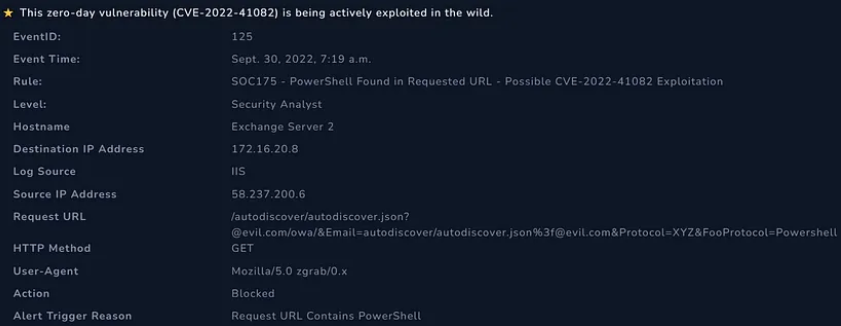 ★ This zero-day vulnerability (CVE-2022-41082) is being actively exploited in the wild.
EventID: 125
Event Time: Sept. 30, 2022, 7:19 a.m.
Rule: SOC175 - PowerShell Found in Requested URL - Possible CVE-2022-41082 Exploitation
Level: Security Analyst
Hostname Exchange Server 2
Destination IP Address 172.16.20.8
Log Source IIS
Source IP Address 58.237.200.6
Request URL /autodiscover/autodiscover.json?
@evil.com/owa/&Email=autodiscover/autodiscover.json%3f@evil.com&Protocol=XYZ&FooProtocol=Powershell
HTTP Method GET
User-Agent Mozilla/5.0 zgrab/0.x
Action Blocked
Alert Trigger Reason Request URL Contains PowerShell